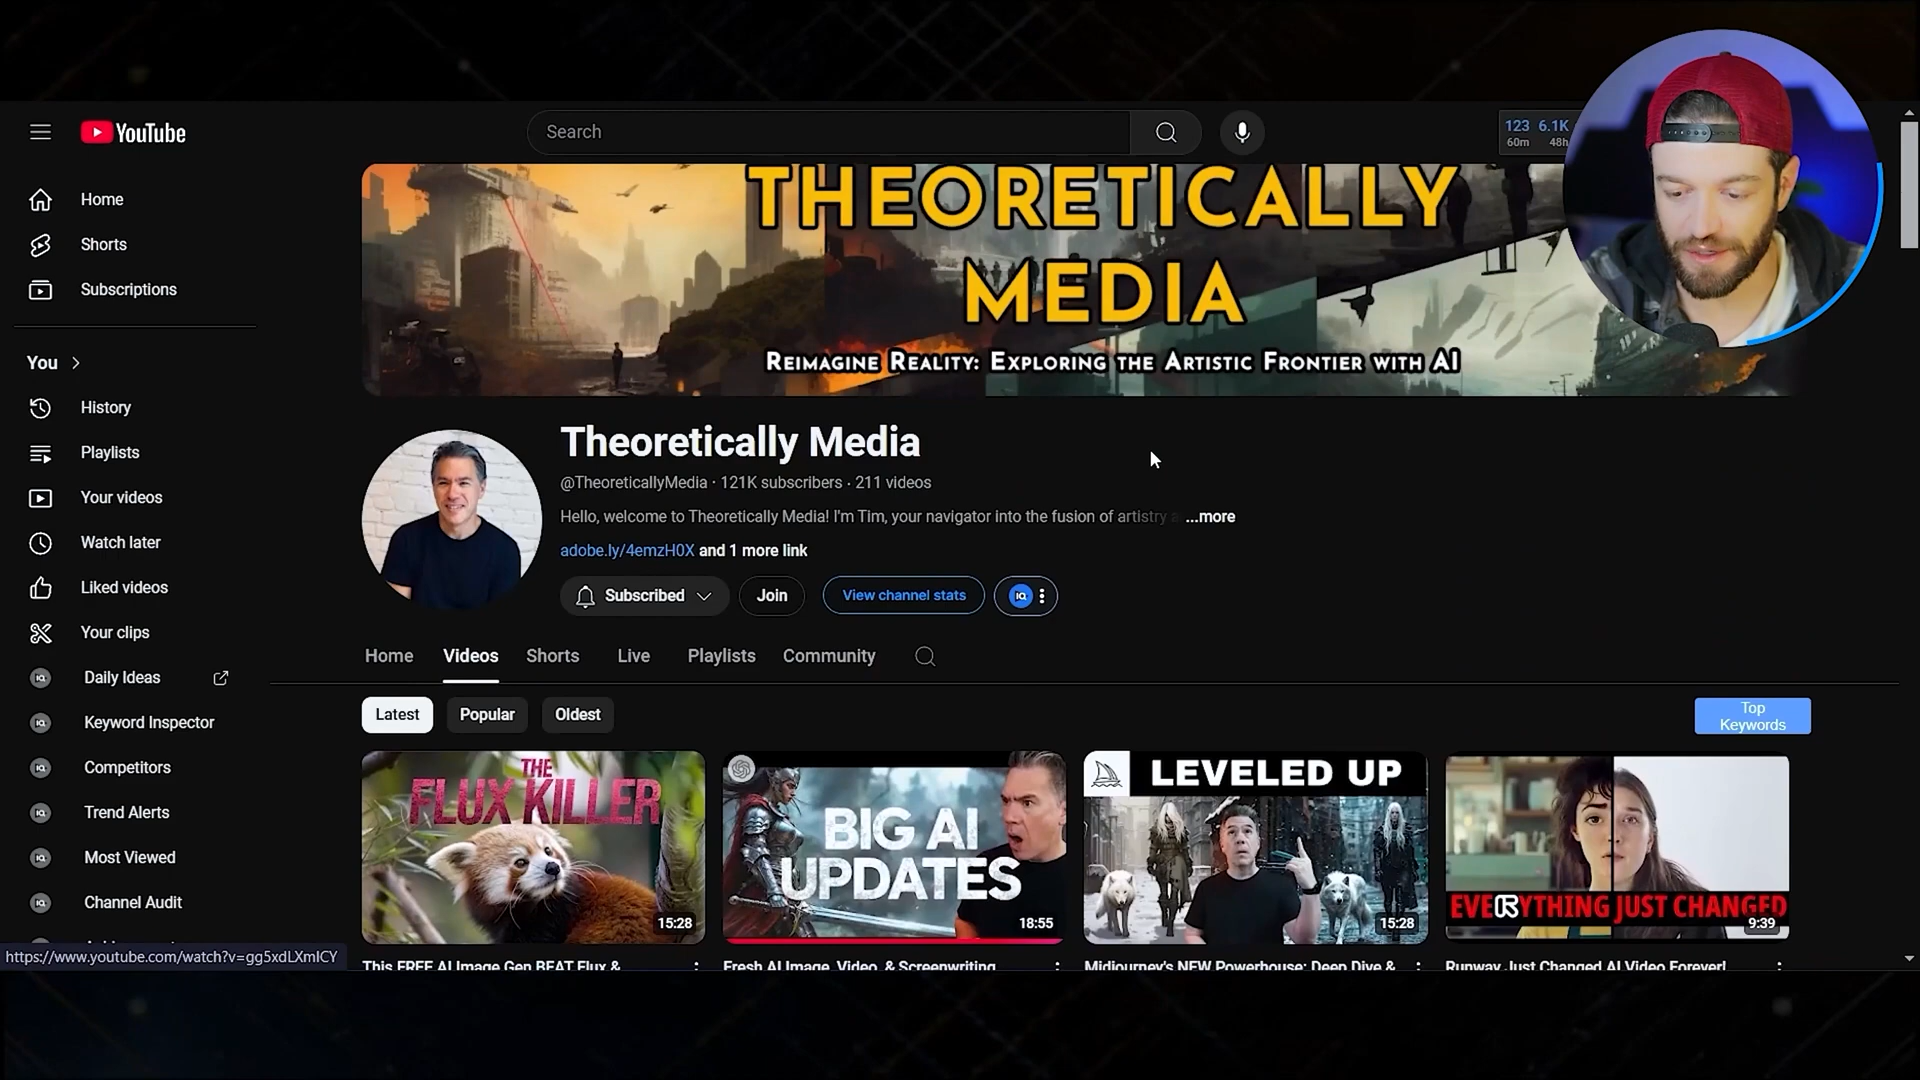 YouTube
Search
123 6.1K
60m 48h
Home
Shorts
Subscriptions
You
History
Playlists
Your videos
Watch later
Liked videos
Your clips
Daily Ideas
Keyword Inspector
Competitors
Trend Alerts
Most Viewed
Channel Audit
https://www.youtube.com/watch?v=gg5xdLXmICY
THEORETICALLY
MEDIA
REIMAGINE REALITY: EXPLORING THE ARTISTIC FRONTIER WITH AI
Theoretically Media
@TheoreticallyMedia · 121K subscribers · 211 videos
Hello, welcome to Theoretically Media! I'm Tim, your navigator into the fusion of artistry a ...more
adobe.ly/4emzH0X and 1 more link
Subscribed
Join
View channel stats
Home Videos Shorts Live Playlists Community
Latest Popular Oldest
Top
Keywords
THE
FLUX KILLER
15:28
BIG AI
UPDATES
18:55
LEVELED UP
15:28
EVERYTHING JUST CHANGED
9:39
This FREE AI Image Gen BEAT Flux &
Fresh AI Image, Video, & Screenwriting
Midjourney's NEW Powerhouse: Deep Dive &
Runway Just Changed AI Video Forever!